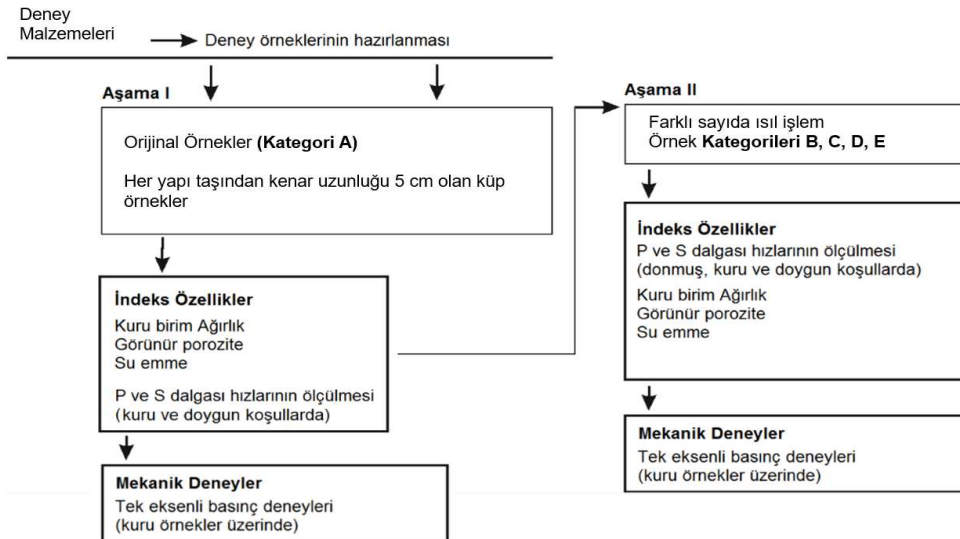 Deney
Malzemeleri
Deney örneklerinin hazırlanması
Aşama I
Orijinal Örnekler (Kategori A)
Her yapı taşından kenar uzunluğu 5 cm olan küp
örnekler
İndeks Özellikler
Kuru birim Ağırlık
Görünür porozite
Su emme
P ve S dalgası hızlarının ölçülmesi
(kuru ve doygun koşullarda)
Mekanik Deneyler
Tek eksenli basınç deneyleri
(kuru örnekler üzerinde)
Aşama II
Farklı sayıda ısıl işlem
Örnek Kategorileri B, C, D, E
İndeks Özellikler
P ve S dalgası hızlarının ölçülmesi
(donmuş, kuru ve doygun koşullarda)
Kuru birim Ağırlık
Görünür porozite
Su emme
Mekanik Deneyler
Tek eksenli basınç deneyleri
(kuru örnekler üzerinde)